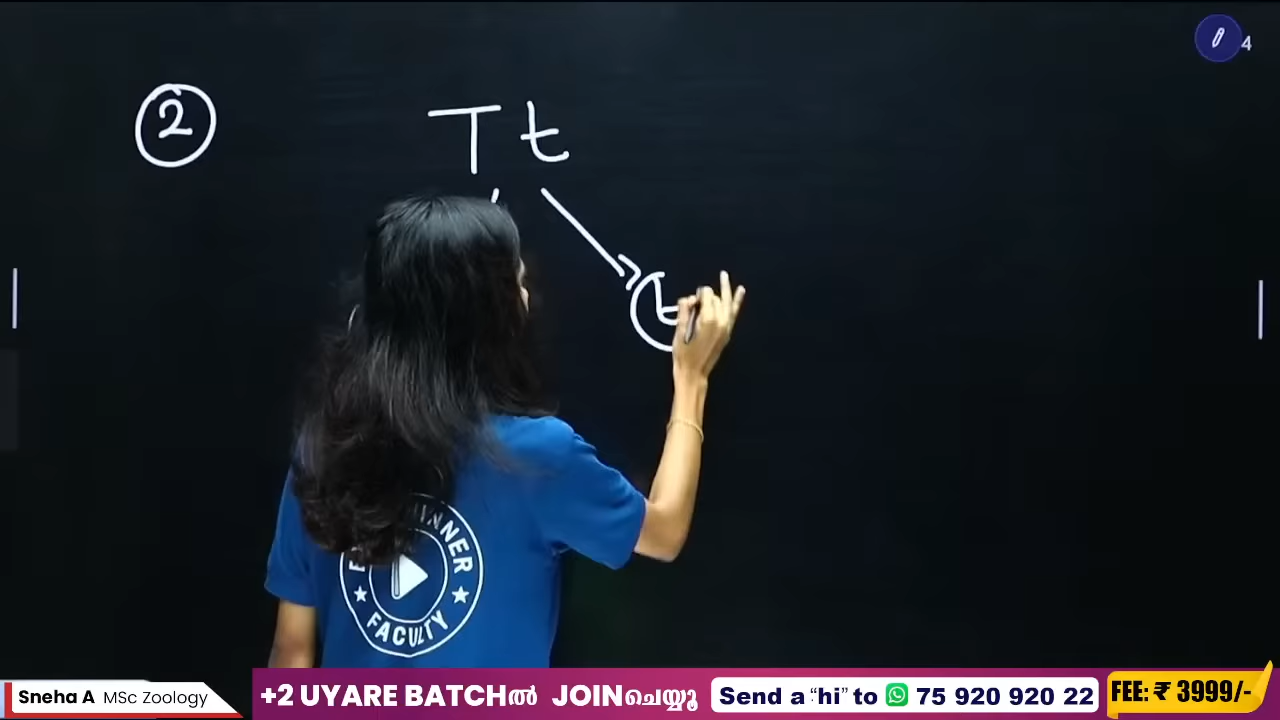 4
2
T t
t
INNER
FACULTY
Sneha A MSc Zoology
+2 UYARE BATCHൽ JOINചെയ്യൂ
Send a “hi” to 75 920 920 22
FEE: ₹ 3999/-